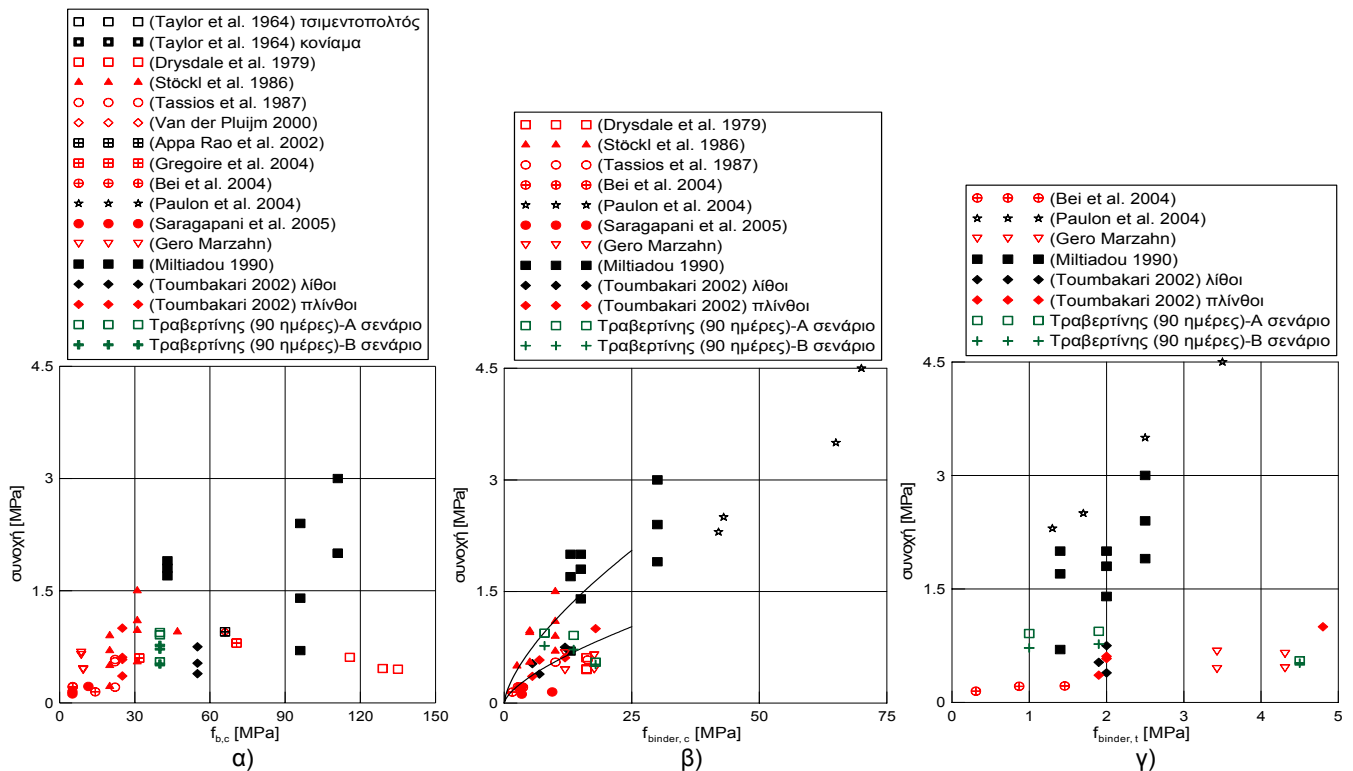 (Taylor et al. 1964) τσιμεντοπολτός
(Taylor et al. 1964) κονίαμα
(Drysdale et al. 1979)
(Stöckl et al. 1986)
(Tassios et al. 1987)
(Van der Pluijm 2000)
(Appa Rao et al. 2002)
(Gregoire et al. 2004)
(Bei et al. 2004)
(Paulon et al. 2004)
(Saragapani et al. 2005)
(Gero Marzahn)
(Miltiadou 1990)
(Toumbakari 2002) λίθοι
(Toumbakari 2002) πλίνθοι
Τραβερτίνης (90 ημέρες)-Α σενάριο
Τραβερτίνης (90 ημέρες)-Β σενάριο
4.5
3
1.5
0
συνοχή [MPa]
0 30 60 90 120 150
f b,c [MPa]
α)
(Drysdale et al. 1979)
(Stöckl et al. 1986)
(Tassios et al. 1987)
(Bei et al. 2004)
(Paulon et al. 2004)
(Saragapani et al. 2005)
(Gero Marzahn)
(Miltiadou 1990)
(Toumbakari 2002) λίθοι
(Toumbakari 2002) πλίνθοι
Τραβερτίνης (90 ημέρες)-Α σενάριο
Τραβερτίνης (90 ημέρες)-Β σενάριο
4.5
3
1.5
0
συνοχή [MPa]
0 25 50 75
f binder, c [MPa]
β)
(Bei et al. 2004)
(Paulon et al. 2004)
(Gero Marzahn)
(Miltiadou 1990)
(Toumbakari 2002) λίθοι
(Toumbakari 2002) πλίνθοι
Τραβερτίνης (90 ημέρες)-Α σενάριο
Τραβερτίνης (90 ημέρες)-Β σενάριο
4.5
3
1.5
0
συνοχή [MPa]
0 1 2 3 4 5
f binder, t [MPa]
γ)